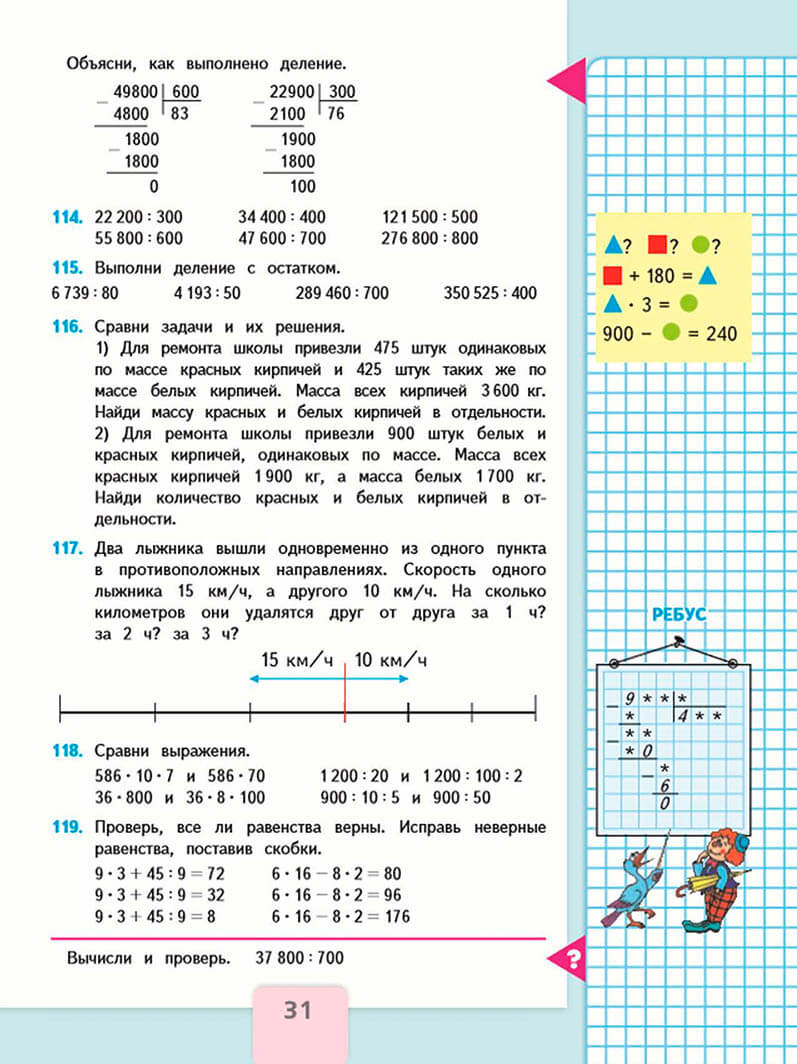 Объясни, как выполнено деление.
49800 600
4800 83
1800
1800
0
22900 300
2100 76
1900
1800
100
114. 22 200 : 300 34 400 : 400 121 500 : 500
55 800 : 600 47 600 : 700 276 800 : 800
115. Выполни деление с остатком.
6 739 : 80 4 193 : 50 289 460 : 700 350 525 : 400
116. Сравни задачи и их решения.
1) Для ремонта школы привезли 475 штук одинаковых
по массе красных кирпичей и 425 штук таких же по
массе белых кирпичей. Масса всех кирпичей 3 600 кг.
Найди массу красных и белых кирпичей в отдельности.
2) Для ремонта школы привезли 900 штук белых и
красных кирпичей, одинаковых по массе. Масса всех
красных кирпичей 1 900 кг, а масса белых 1 700 кг.
Найди количество красных и белых кирпичей в от-
дельности.
117. Два лыжника вышли одновременно из одного пункта
в противоположных направлениях. Скорость одного
лыжника 15 км/ч, а другого 10 км/ч. На сколько
километров они удалятся друг от друга за 1 ч?
за 2 ч? за 3 ч?
15 км/ч 10 км/ч
118. Сравни выражения.
586 · 10 · 7 и 586 · 70 1 200 : 20 и 1 200 : 100 : 2
36 · 800 и 36 · 8 · 100 900 : 10 : 5 и 900 : 50
119. Проверь, все ли равенства верны. Исправь неверные
равенства, поставив скобки.
9 · 3 + 45 : 9 = 72 6 · 16 − 8 · 2 = 80
9 · 3 + 45 : 9 = 32 6 · 16 − 8 · 2 = 96
9 · 3 + 45 : 9 = 8 6 · 16 − 8 · 2 = 176
Вычисли и проверь. 37 800 : 700
?
31
▲? ■? ●?
■ + 180 = ▲
▲ · 3 = ●
900 − ● = 240
РЕБУС
− 9 * * *
* 4 * *
− * *
* 0
− *
6
0